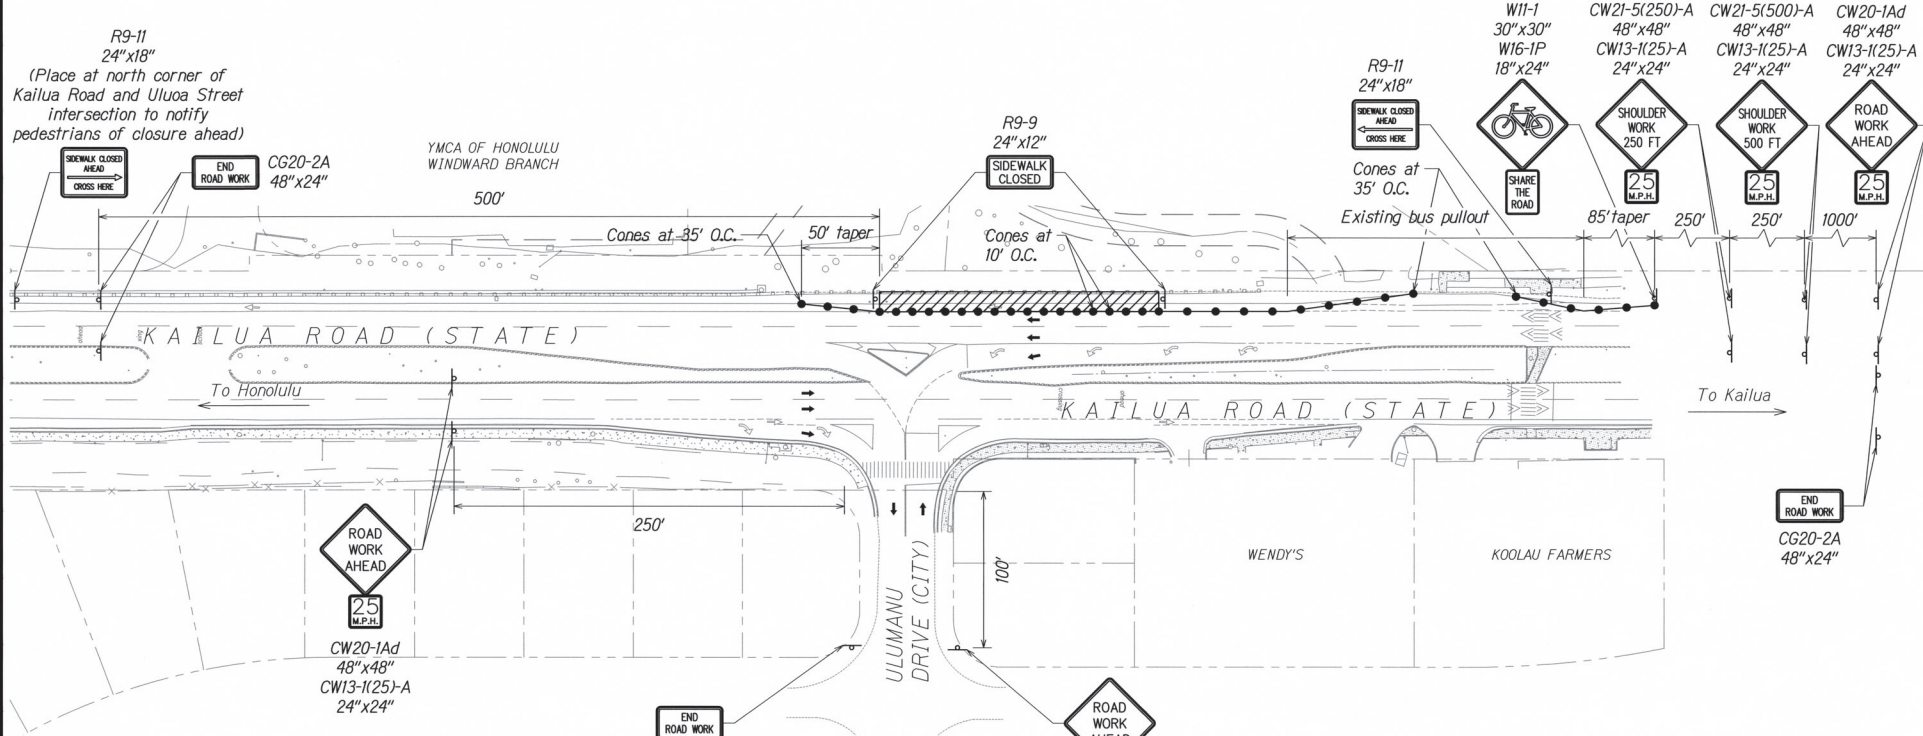 R9-11
24"x18"
(Place at north corner of
Kailua Road and Uluoa Street
intersection to notify
pedestrians of closure ahead)
SIDEWALK CLOSED
AHEAD
CROSS HERE
END
ROAD WORK
CG20-2A
48"x24"
YMCA OF HONOLULU
WINDWARD BRANCH
500'
Cones at 35' O.C.
50' taper
R9-9
24"x12"
SIDEWALK
CLOSED
Cones at
10' O.C.
R9-11
24"x18"
SIDEWALK CLOSED
AHEAD
CROSS HERE
Cones at
35' O.C.
Existing bus pullout
W11-1
30"x30"
W16-1P
18"x24"
SHARE
THE
ROAD
85' taper
CW21-5(250)-A
48"x48"
CW13-1(25)-A
24"x24"
SHOULDER
WORK
250 FT
25
M.P.H.
250'
CW21-5(500)-A
48"x48"
CW13-1(25)-A
24"x24"
SHOULDER
WORK
500 FT
25
M.P.H.
250'
CW20-1Ad
48"x48"
CW13-1(25)-A
24"x24"
ROAD
WORK
AHEAD
25
M.P.H.
1000'
KAILUA ROAD (STATE)
To Honolulu
KAILUA ROAD (STATE)
To Kailua
250'
ROAD
WORK
AHEAD
25
M.P.H.
CW20-1Ad
48"x48"
CW13-1(25)-A
24"x24"
ULUMANU
DRIVE (CITY)
100'
WENDY'S
KOOLAU FARMERS
END
ROAD WORK
CG20-2A
48"x24"
END
ROAD WORK
ROAD
WORK
AHEAD